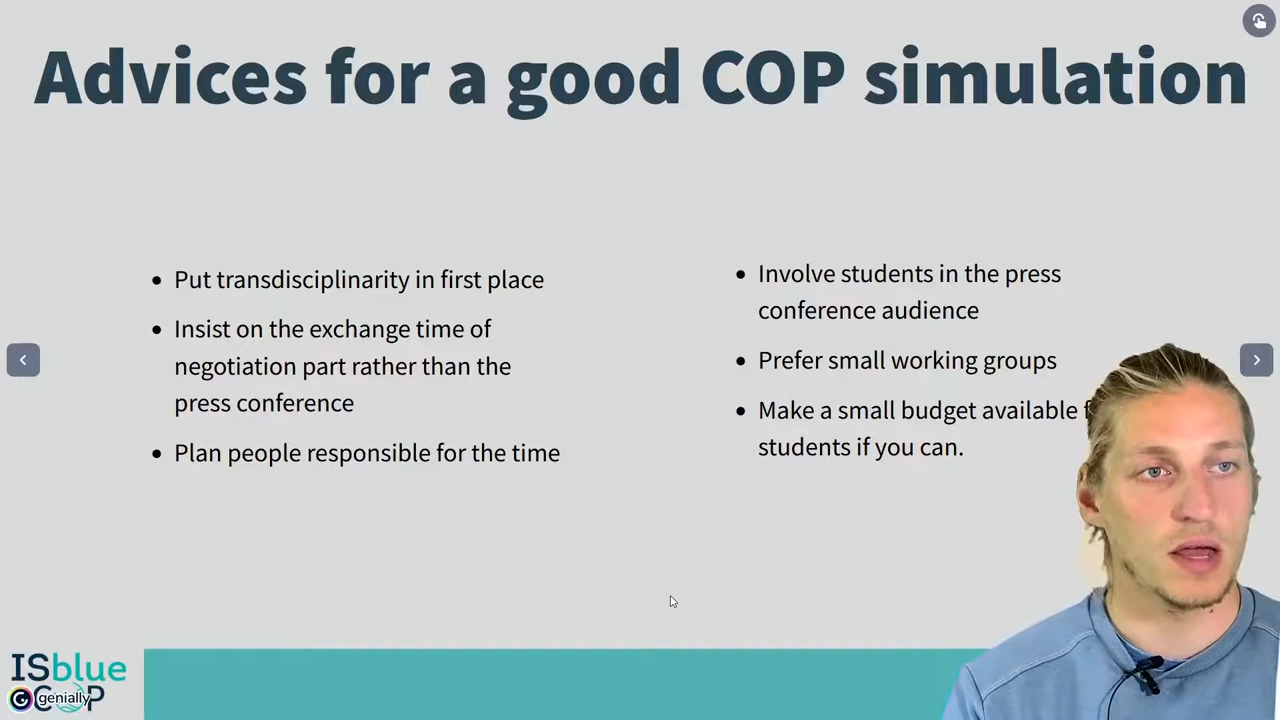 Advices for a good COP simulation
• Put transdisciplinarity in first place
• Insist on the exchange time of
negotiation part rather than the
press conference
• Plan people responsible for the time
• Involve students in the press
conference audience
• Prefer small working groups
• Make a small budget available
students if you can.
ISblue
genially